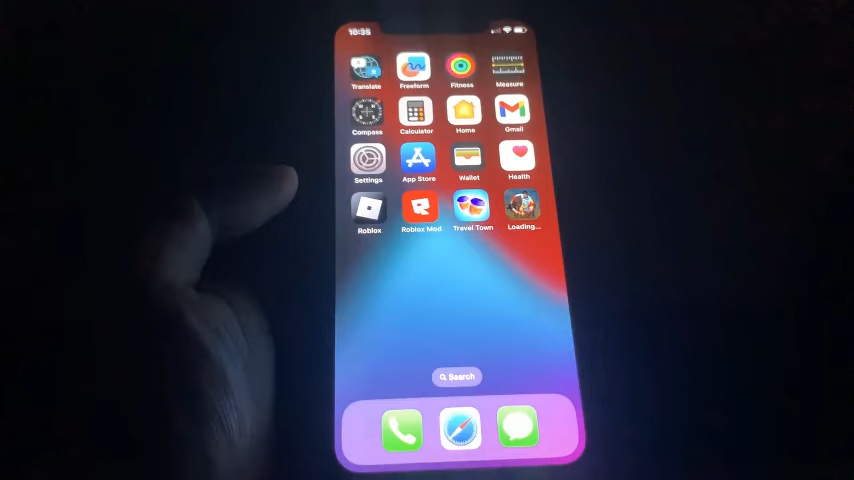 10:35
Translate Freeform Fitness Measure
Compass Calculator Home Gmail
Settings App Store Wallet Health
Roblox Roblox Mod Travel Town Loading...
Search